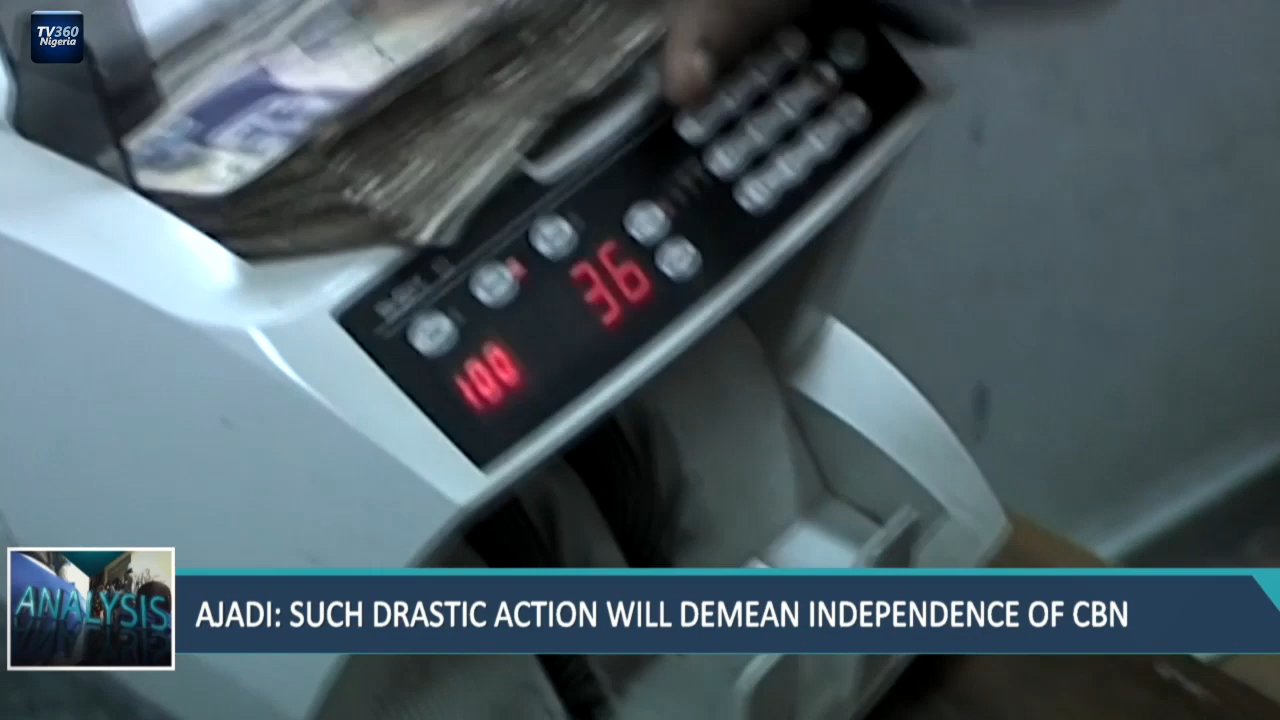 TV360
Nigeria
36
100
ANALYSIS
AJADI: SUCH DRASTIC ACTION WILL DEMEAN INDEPENDENCE OF CBN